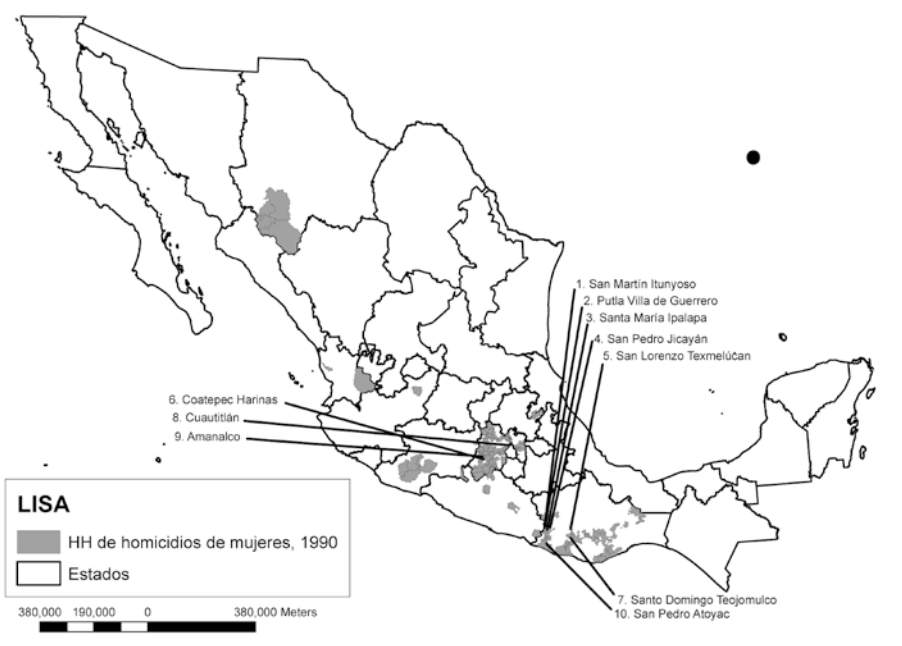 1. San Martín Itunyoso
2. Putla Villa de Guerrero
3. Santa María Ipalapa
4. San Pedro Jicayán
5. San Lorenzo Texmelúcan
6. Coatepec Harinas
8. Cuautitlán
9. Amanalco
LISA
HH de homicidios de mujeres, 1990
Estados
380,000 190,000 0 380,000 Meters
7. Santo Domingo Teojomulco
10. San Pedro Atoyac